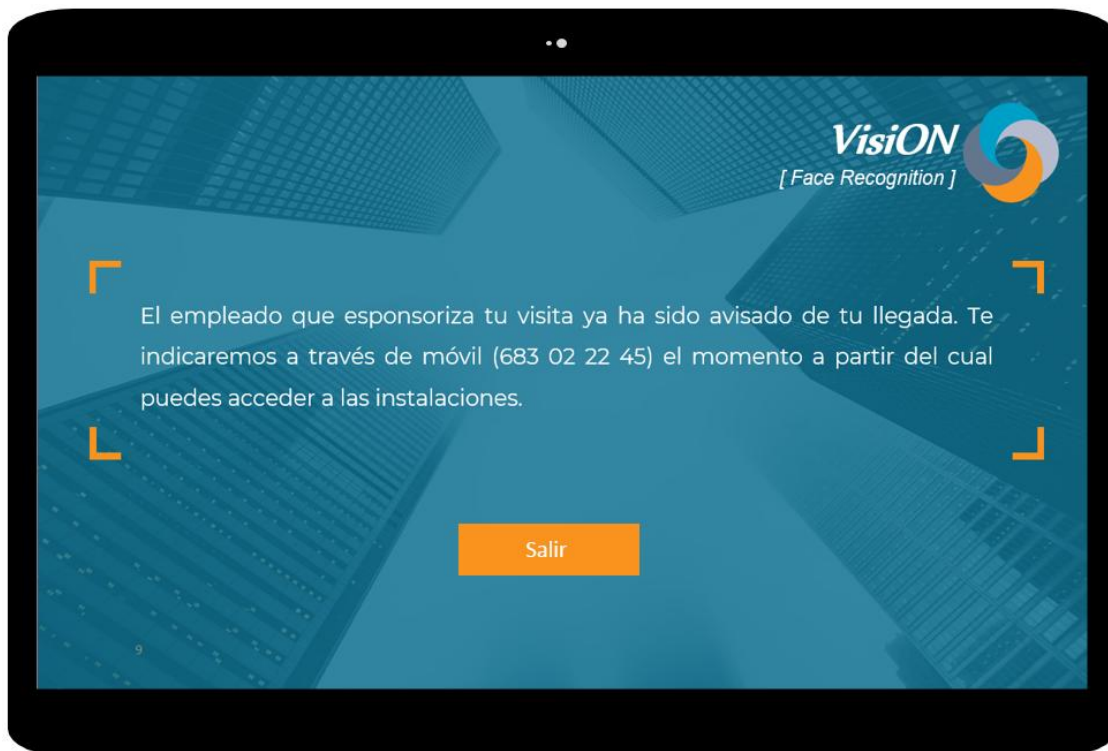 VisiON
[ Face Recognition ]
El empleado que esponsoriza tu visita ya ha sido avisado de tu llegada. Te
indicaremos a través de móvil (683 02 22 45) el momento a partir del cual
puedes acceder a las instalaciones.
Salir
9